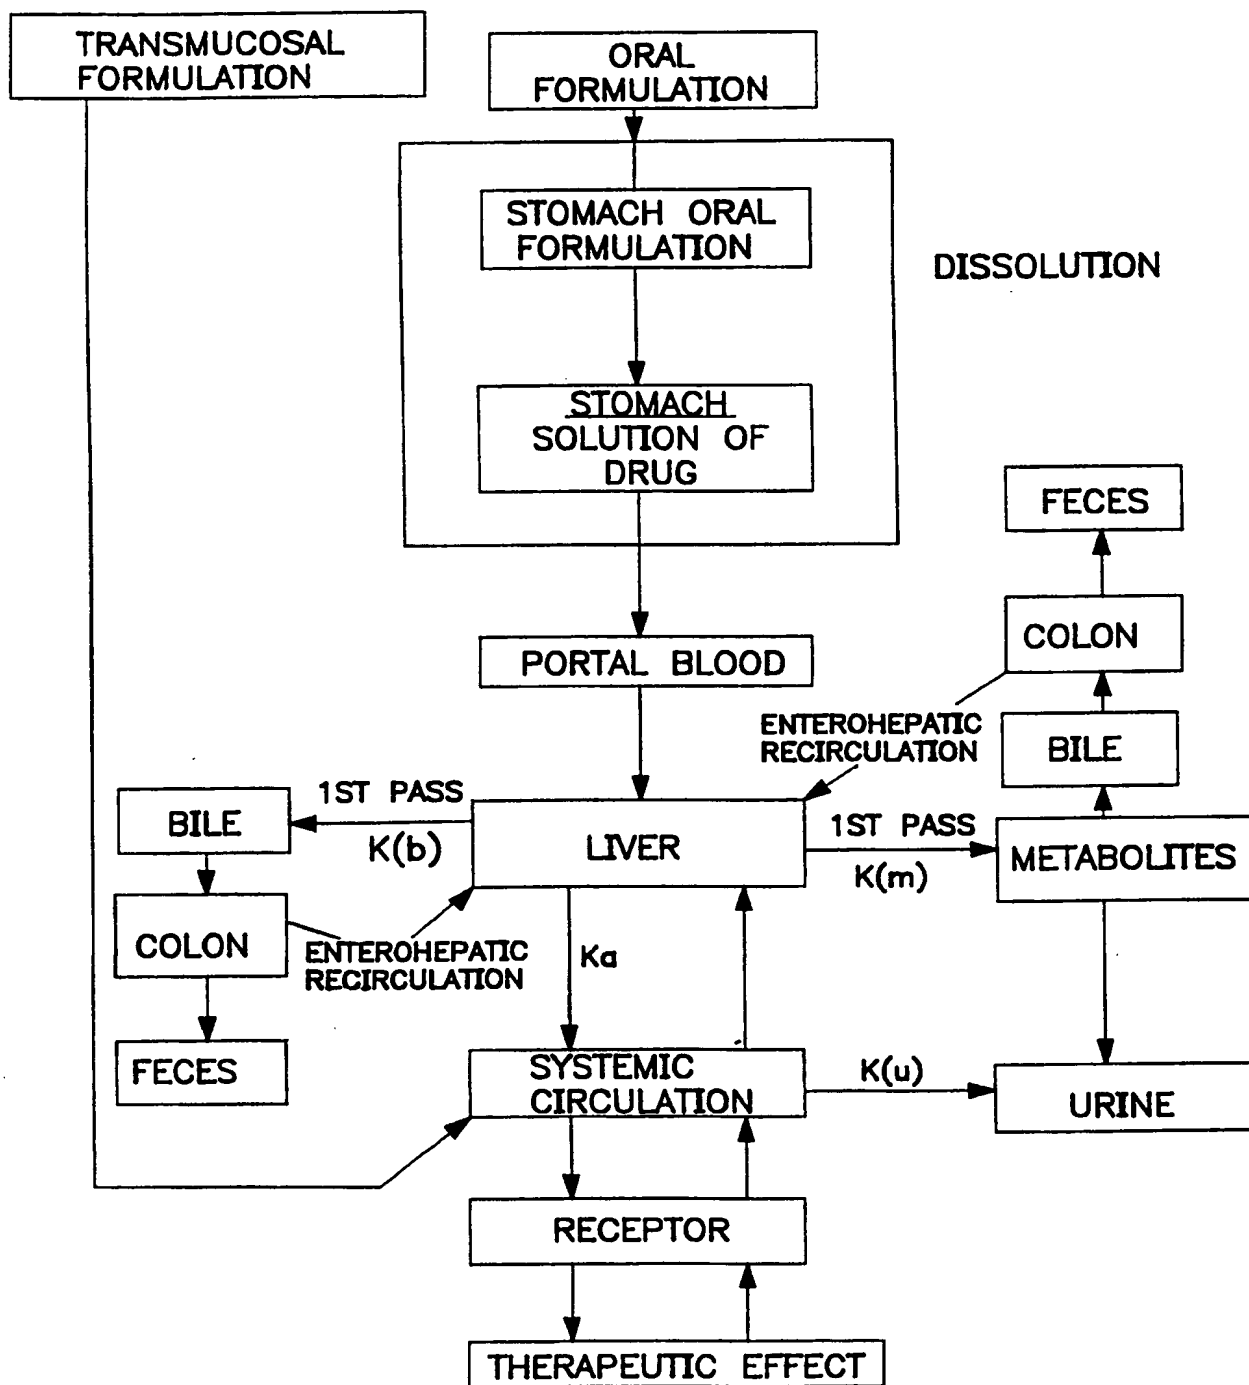 TRANSMUCOSAL
FORMULATION
ORAL
FORMULATION
STOMACH ORAL
FORMULATION
DISSOLUTION
STOMACH
SOLUTION OF
DRUG
FECES
COLON
PORTAL BLOOD
ENTEROHEPATIC
RECIRCULATION
BILE
1ST PASS
BILE
K(b)
LIVER
1ST PASS
K(m)
METABOLITES
COLON
ENTEROHEPATIC
RECIRCULATION
Ka
FECES
SYSTEMIC
CIRCULATION
K(u)
URINE
RECEPTOR
THERAPEUTIC EFFECT